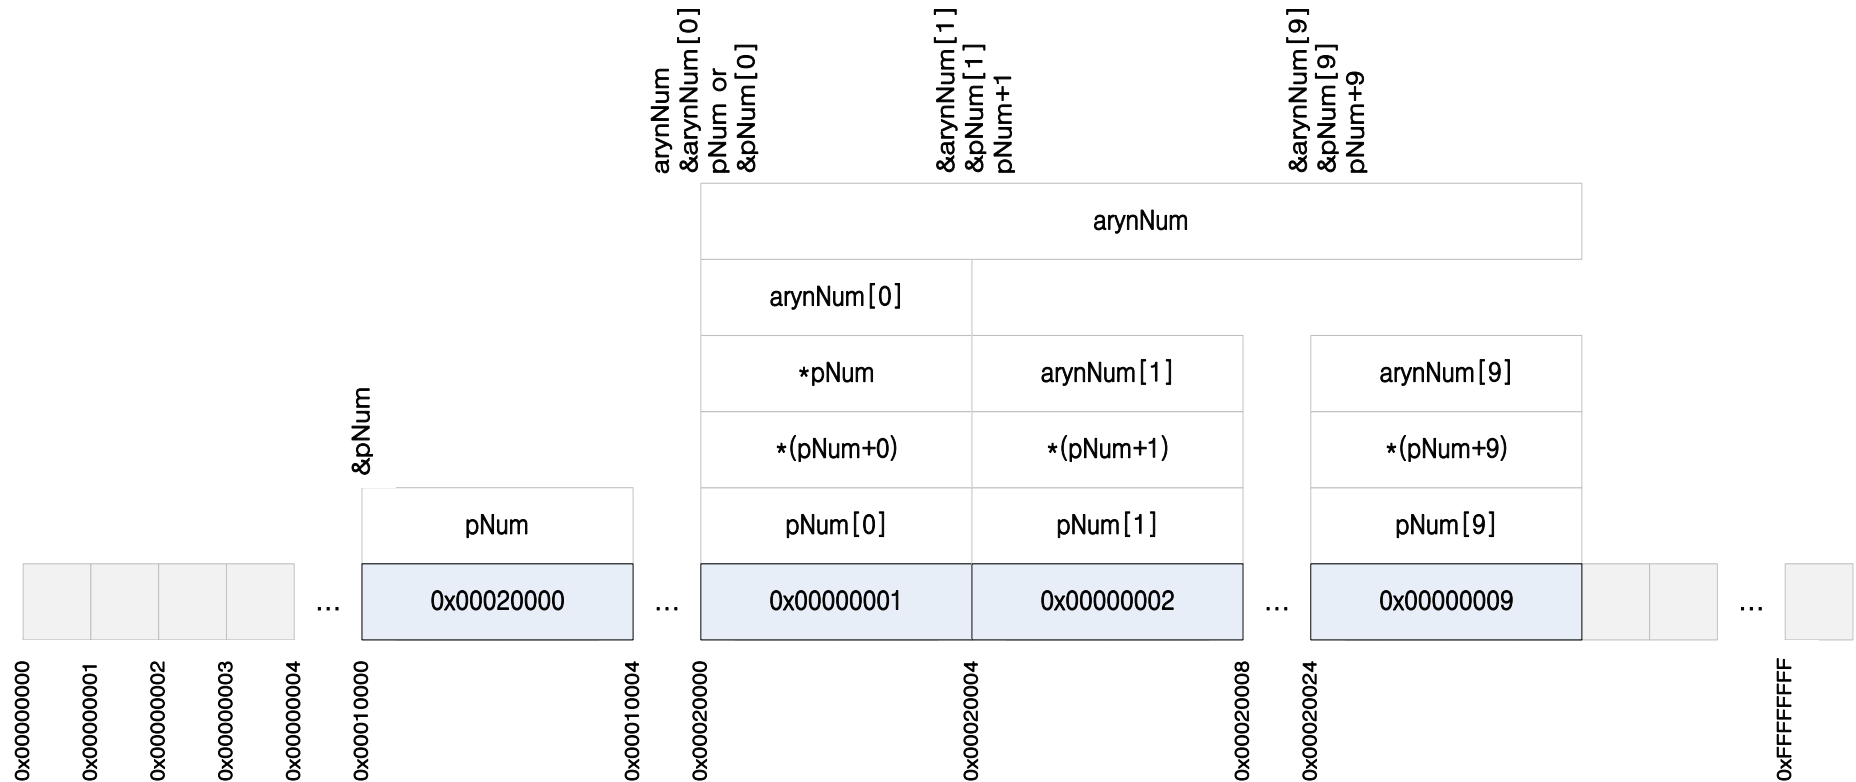 arynNum
&arynNum[0]
pNum or
&pNum[0]
&arynNum[1]
&pNum[1]
pNum+1
&arynNum[9]
&pNum[9]
pNum+9
arynNum
arynNum[0]
*pNum
arynNum[1]
arynNum[9]
&pNum
*(pNum+0)
*(pNum+1)
*(pNum+9)
pNum
pNum[0]
pNum[1]
pNum[9]
...
0x00020000
...
0x00000001
0x00000002
...
0x00000009
...
0x00000000
0x00000001
0x00000002
0x00000003
0x00000004
0x00010000
0x00010004
0x00020000
0x00020004
0x00020008
0x00020024
0xFFFFFFFF